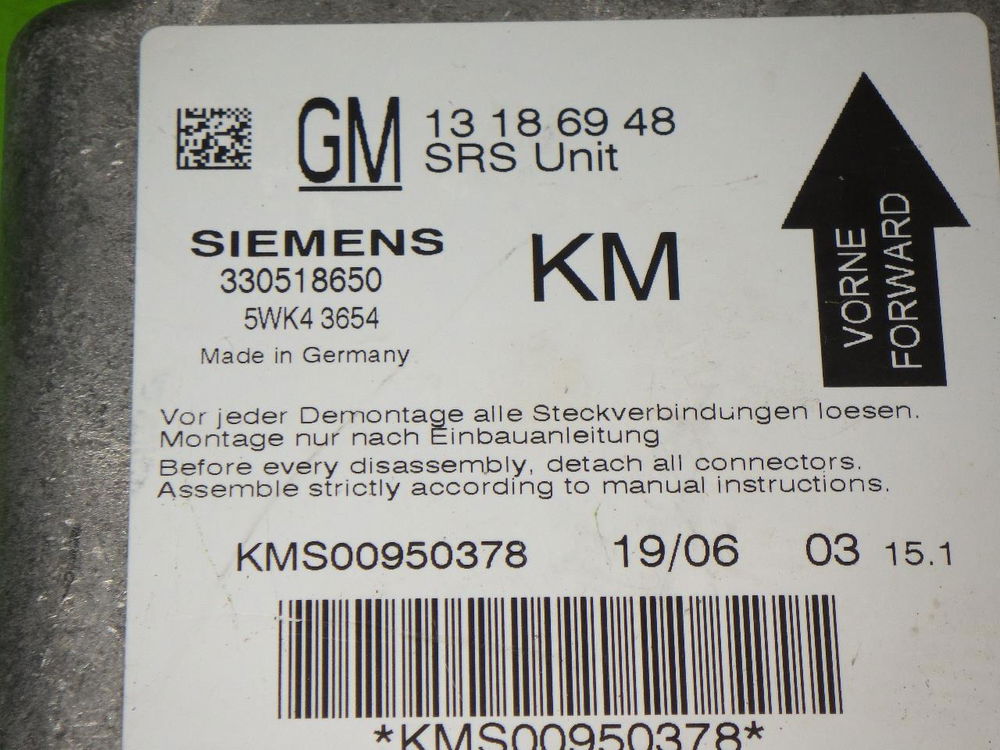 GM 13 18 69 48
SRS Unit
SIEMENS
KM
330518650
5WK4 3654
Made in Germany
VORNE
FORWARD
Vor jeder Demontage alle Steckverbindungen loesen.
Montage nur nach Einbauanleitung
Before every disassembly, detach all connectors.
Assemble strictly according to manual instructions.
KMS00950378 19/06 03 15.1
*KMS00950378*